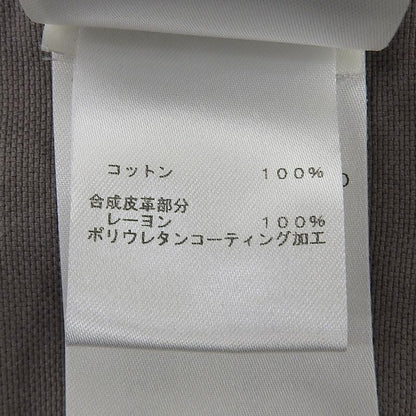 コットン １００％
合成皮革部分
レーヨン １００％
ポリウレタンコーティング加工